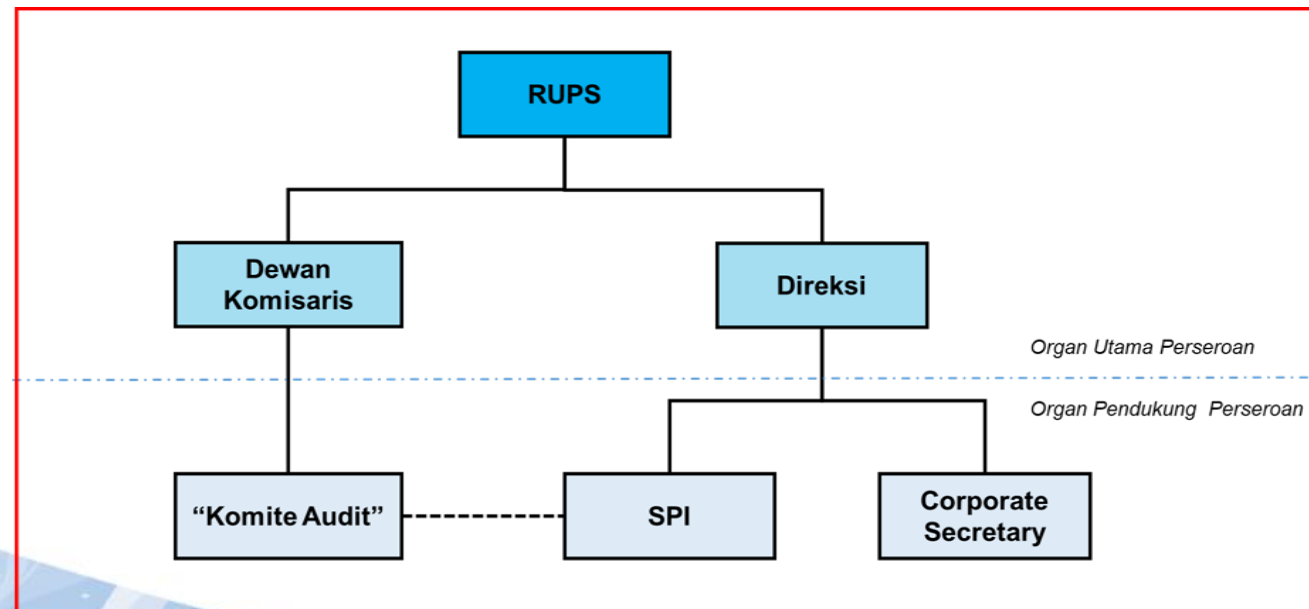 RUPS
Dewan
Komisaris
Direksi
Organ Utama Perseroan
Organ Pendukung  Perseroan
“Komite Audit”
SPI
Corporate
Secretary